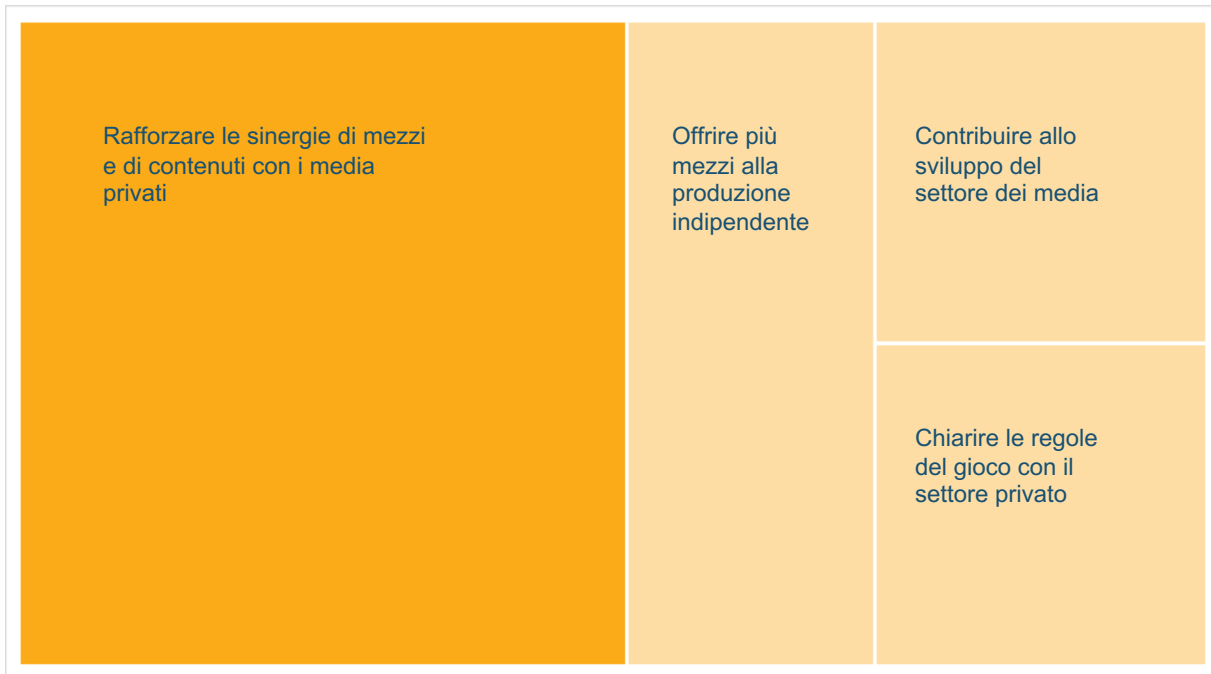 Rafforzare le sinergie di mezzi
e di contenuti con i media
privati
Offrire più
mezzi alla
produzione
indipendente
Contribuire allo
sviluppo del
settore dei media
Chiarire le regole
del gioco con il
settore privato